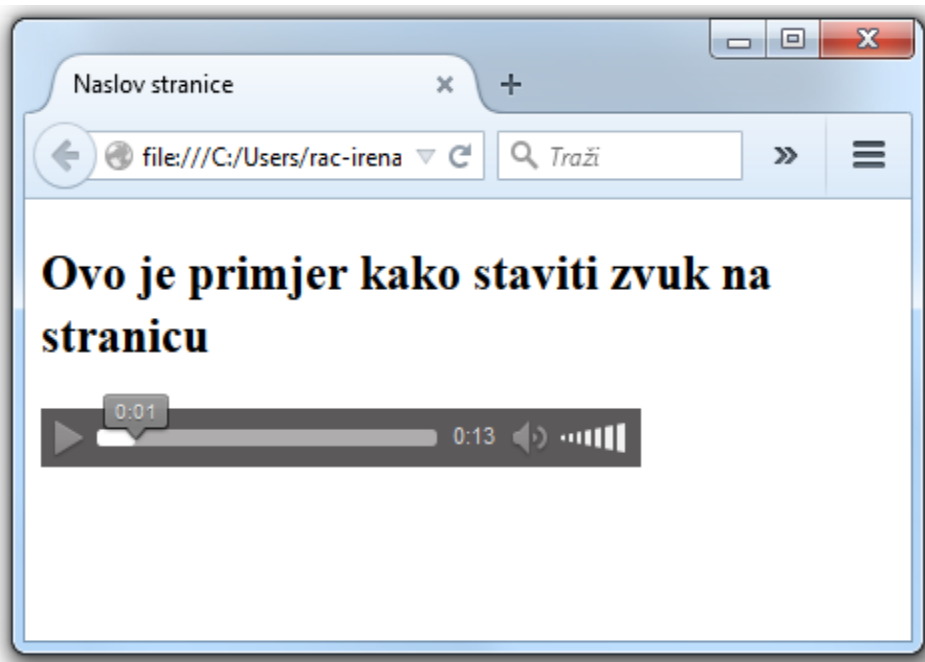 Naslov stranice
file:///C:/Users/rac-irena
Traži
Ovo je primjer kako staviti zvuk na
stranicu
0:01
0:13